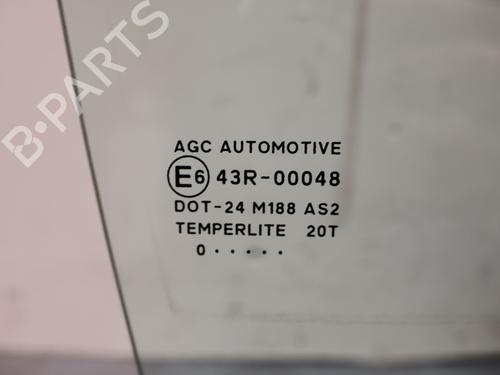 B-PARTS
AGC AUTOMOTIVE
E6 43R-00048
DOT-24 M188 AS2
TEMPERLITE 20T
0 · · · · ·